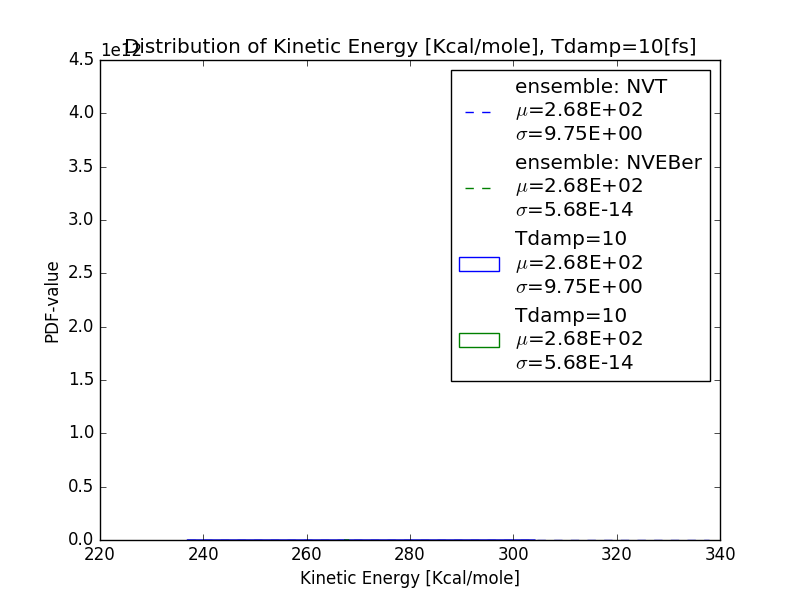 Distribution of Kinetic Energy [Kcal/mole], Tdamp=10[fs]
1e12
4.5
4.0
3.5
3.0
2.5
2.0
1.5
1.0
0.5
0.0
PDF-value
ensemble: NVT
μ=2.68E+02
σ=9.75E+00
ensemble: NVEBer
μ=2.68E+02
σ=5.68E-14
Tdamp=10
μ=2.68E+02
σ=9.75E+00
Tdamp=10
μ=2.68E+02
σ=5.68E-14
220 240 260 280 300 320 340
Kinetic Energy [Kcal/mole]